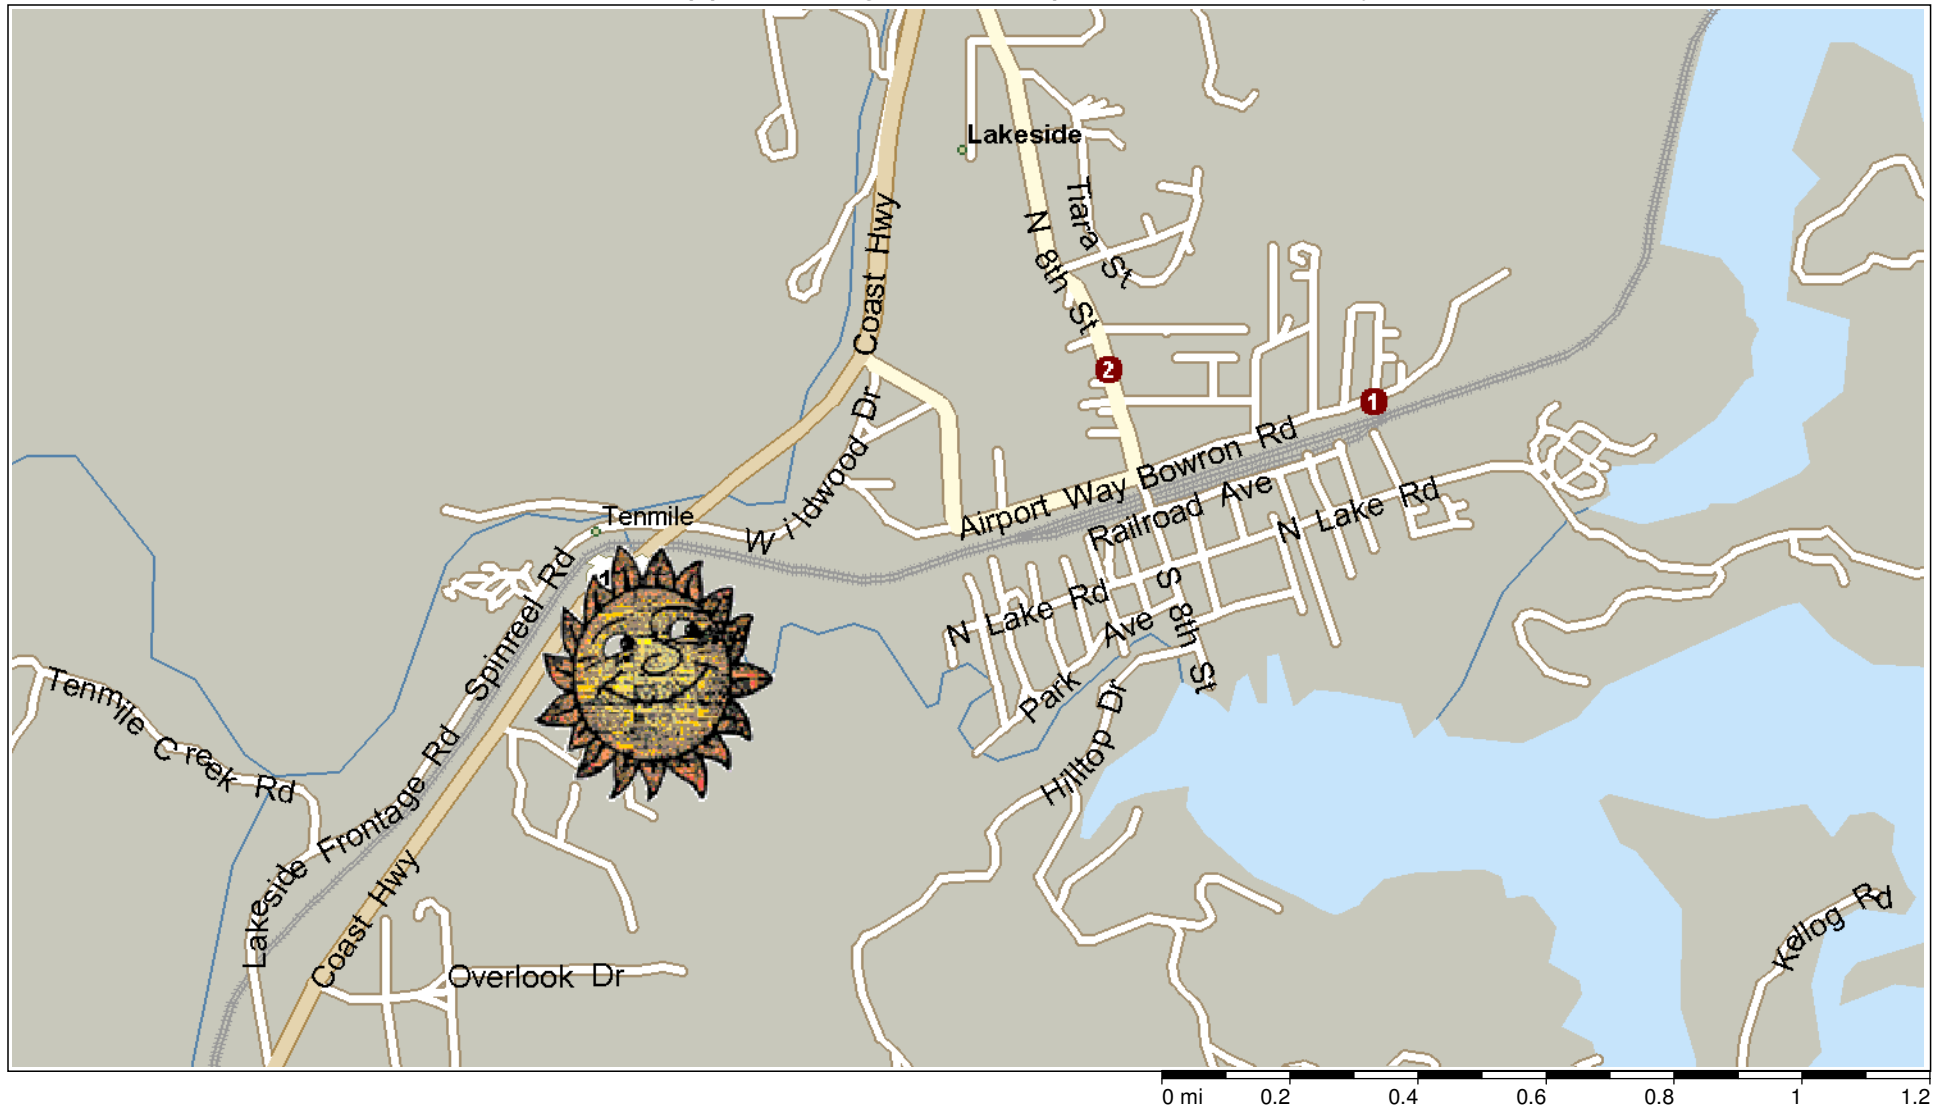 Lakeside
Tiara St
N 8th St
Coast Hwy
2
1
Wildwood Dr
Airport Way
Bowron Rd
Railroad Ave
N Lake Rd
Tenmile
1
Spinreel Rd
N Lake Rd
S 8th St
Park Ave
Hilltop Dr
Tenmile Creek Rd
Lakeside Frontage Rd
Coast Hwy
Overlook Dr
Kellog Rd
0 mi 0.2 0.4 0.6 0.8 1 1.2